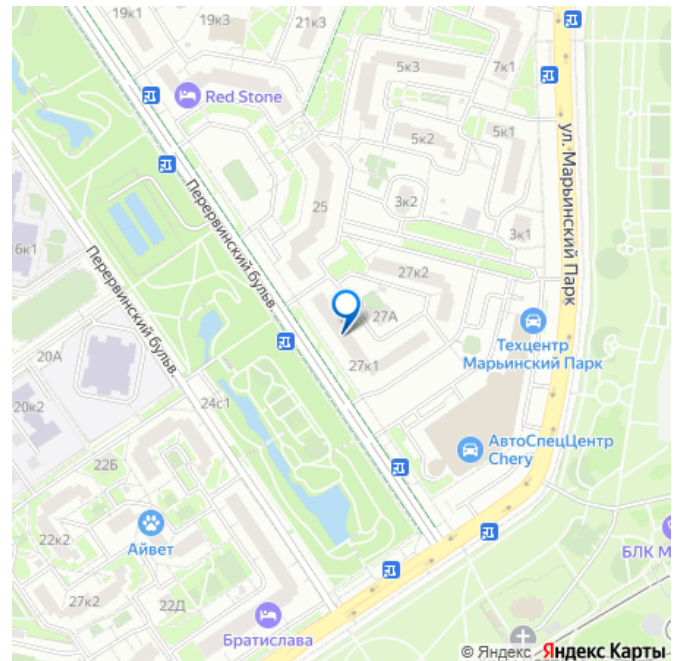 19к1
19к3
21к3
Red Stone
5к3
7к1
5к2
5к1
ул. Марьинский Парк
25
3к2
3к1
Перервинский бульв.
Перервинский бульв.
6к1
27к2
27А
Техцентр
Марьинский Парк
20А
27к1
20к2
24с1
АвтоСпецЦентр
Chery
22Б
22к2
Айвет
БЛК М
27к2
22Д
Братислава
© Яндекс Яндекс Карты